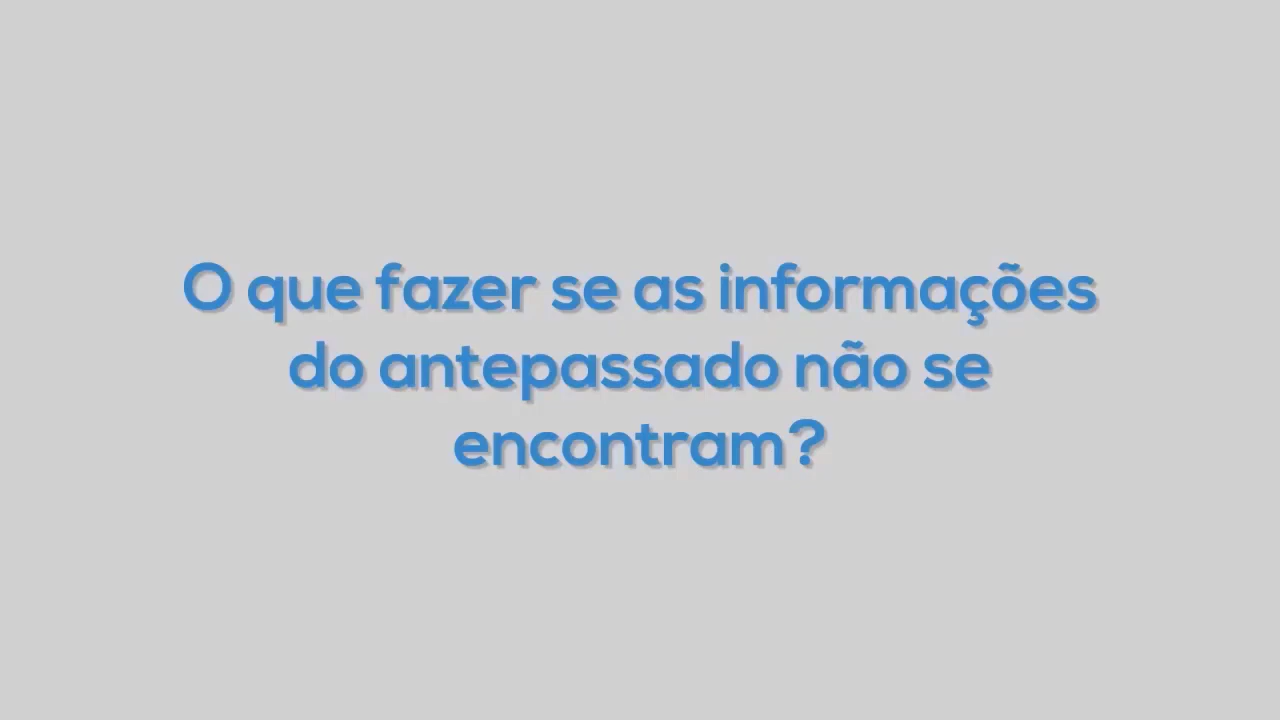 O que fazer se as informações
do antepassado não se
encontram?